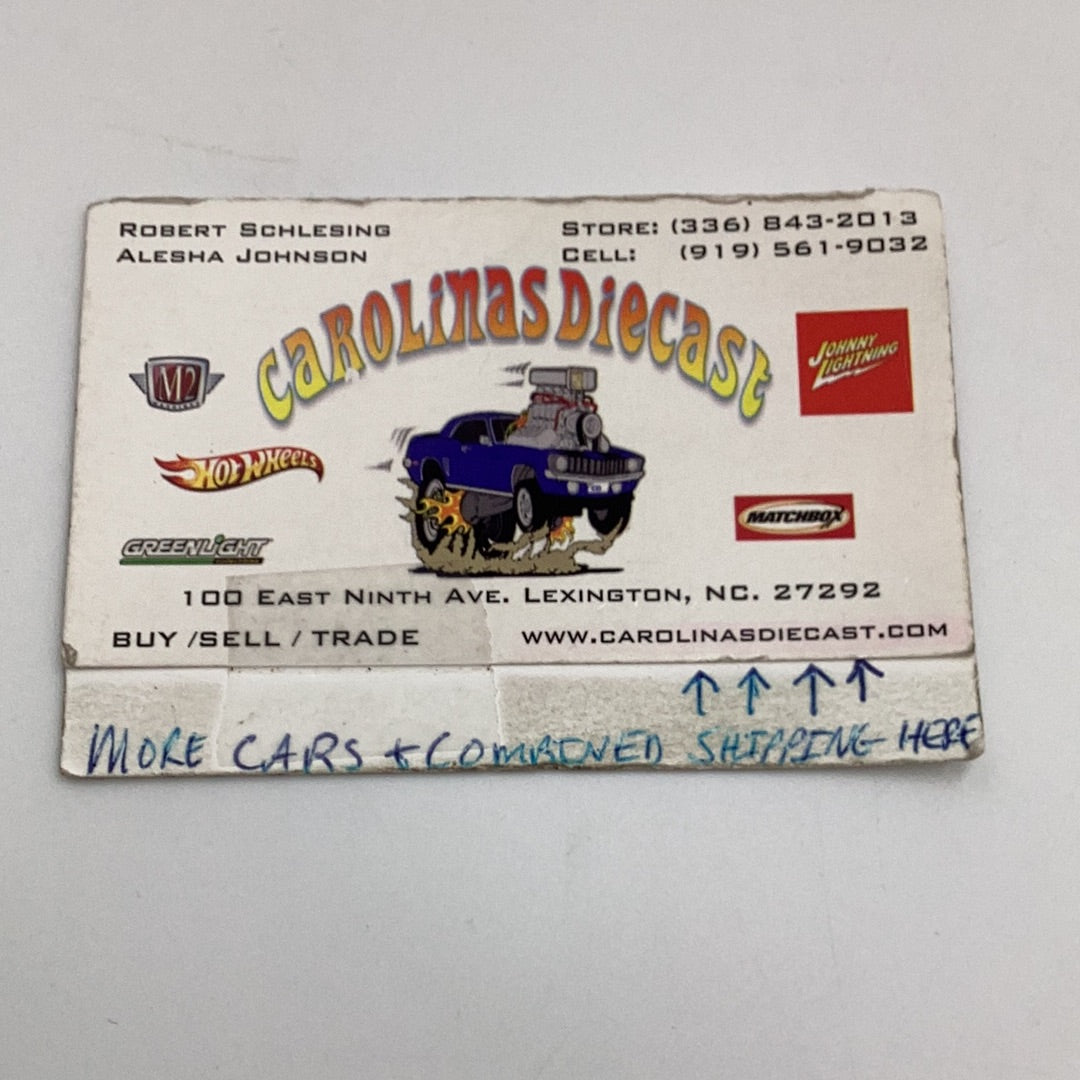 ROBERT SCHLESING
ALESHA JOHNSON
STORE: (336) 843-2013
CELL: (919) 561-9032
CAROLINAS DIECAST
M2
JOHNNY LIGHTNING
HOT WHEELS
MATCHBOX
GREENLIGHT
100 EAST NINTH AVE. LEXINGTON, NC. 27292
BUY /SELL / TRADE
WWW.CAROLINASDIECAST.COM
MORE CARS + COMBINED SHIPPING HERE